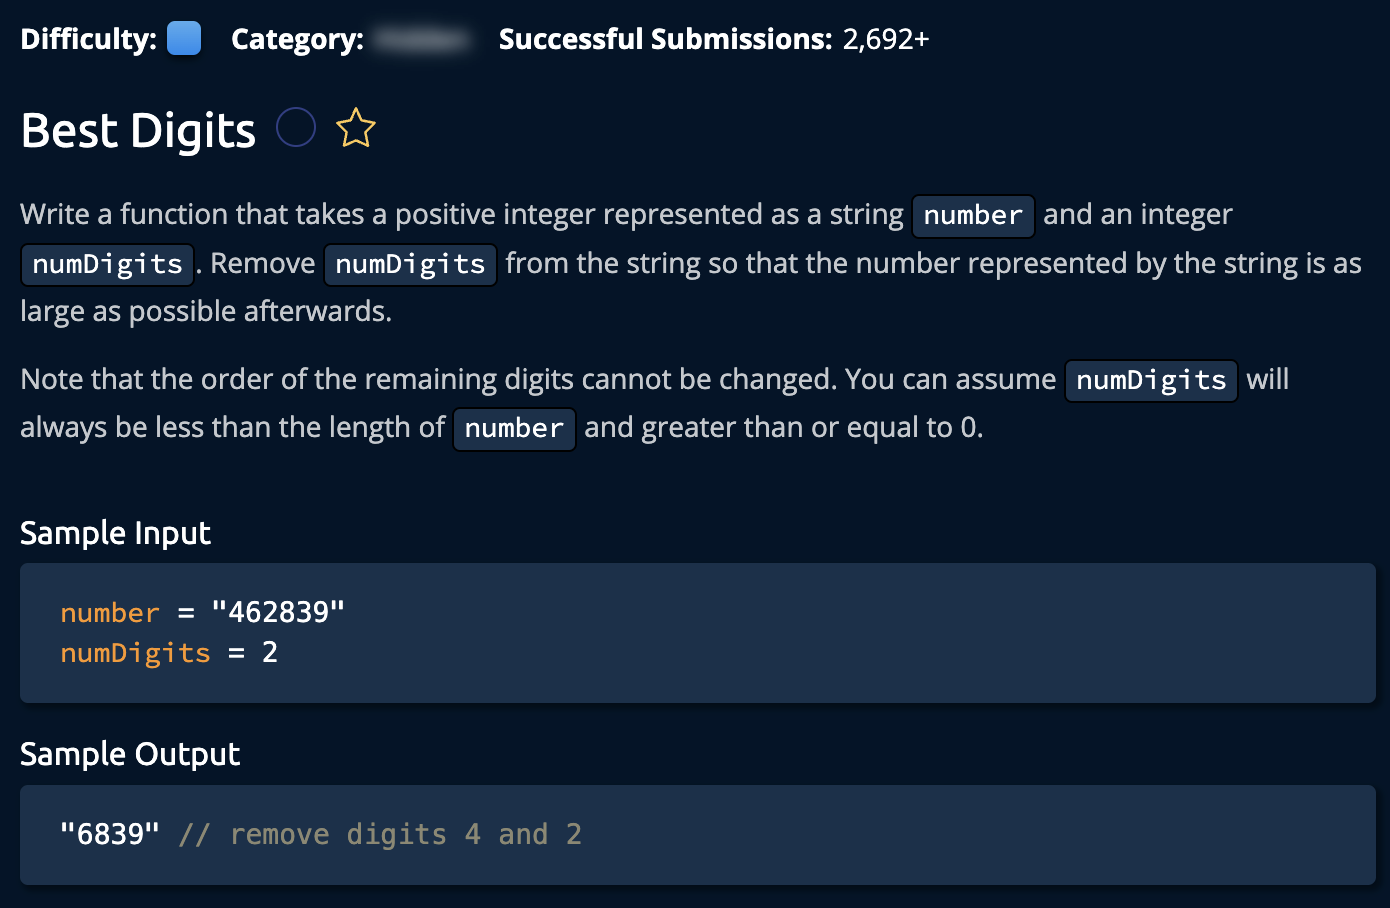 Difficulty: Category: Successful Submissions: 2,692+
Best Digits
Write a function that takes a positive integer represented as a string number and an integer
numDigits. Remove numDigits from the string so that the number represented by the string is as
large as possible afterwards.
Note that the order of the remaining digits cannot be changed. You can assume numDigits will
always be less than the length of number and greater than or equal to 0.
Sample Input
number = "462839"
numDigits = 2
Sample Output
"6839" // remove digits 4 and 2